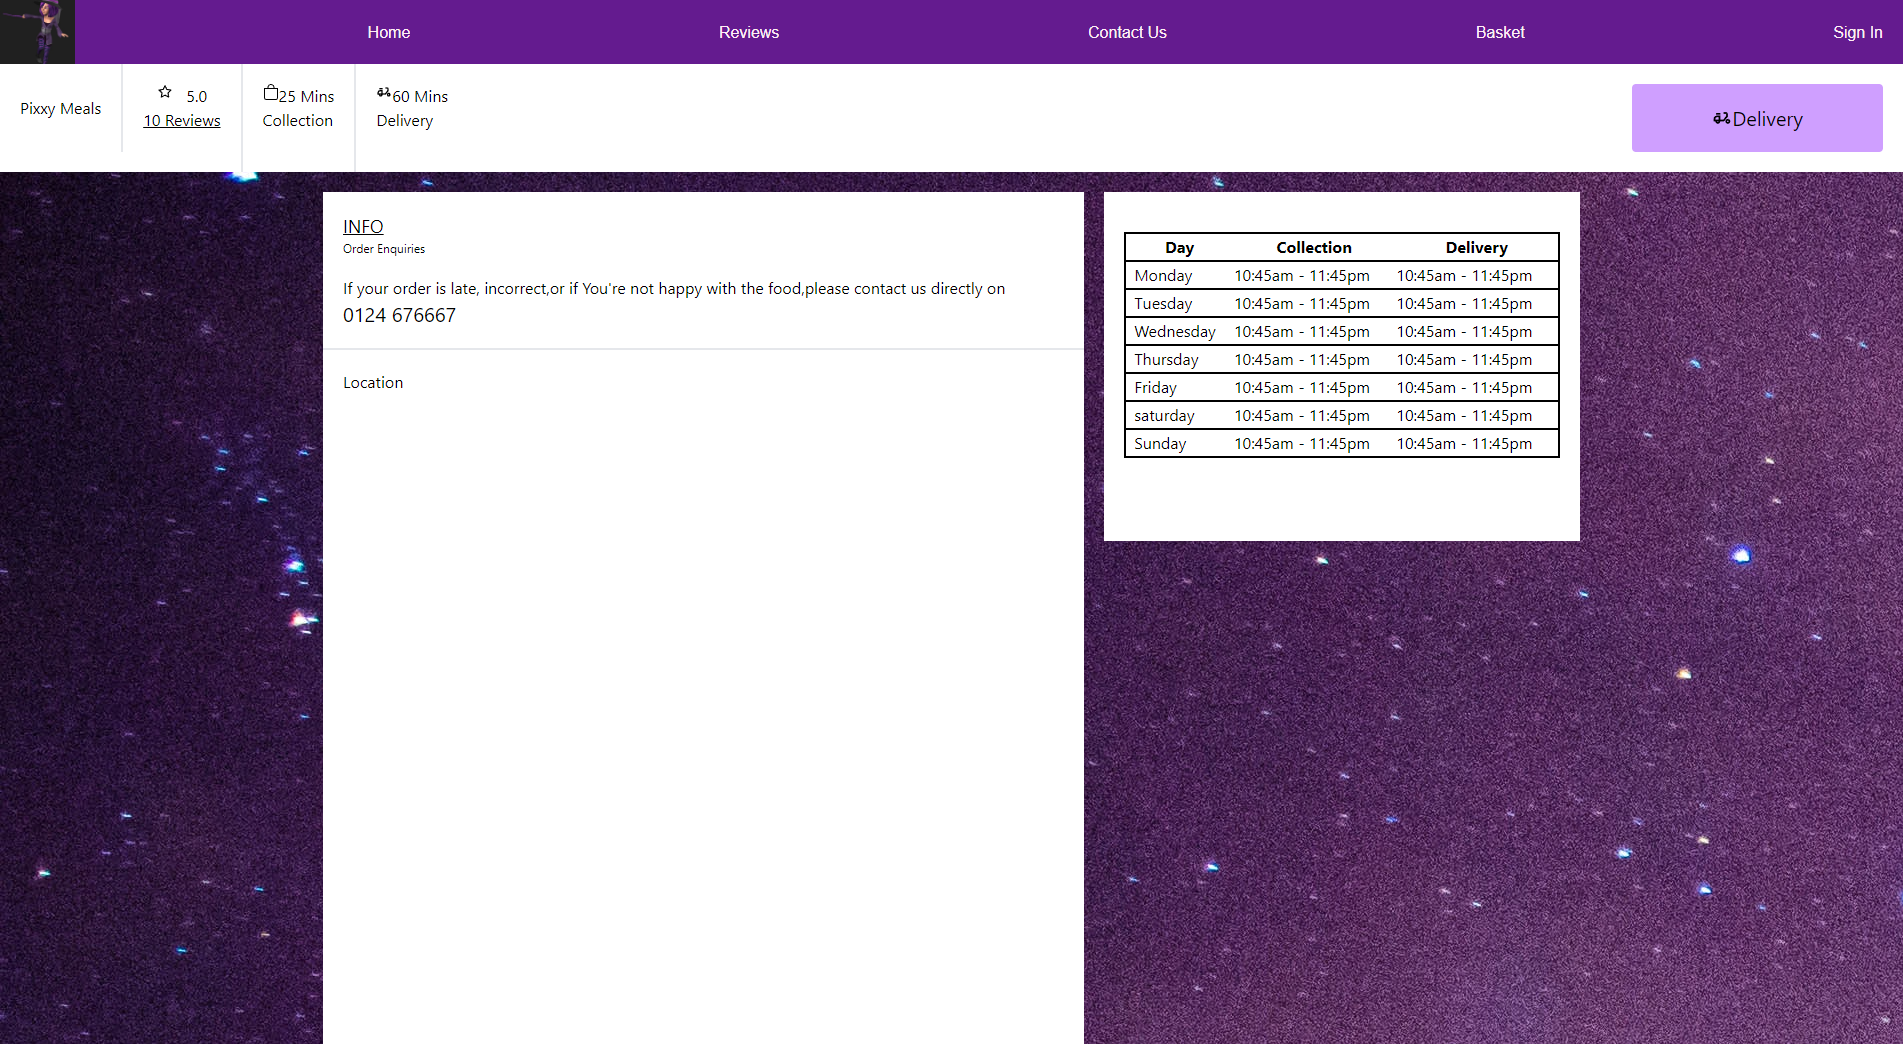 Home Reviews Contact Us Basket Sign In
Pixxy Meals
5.0
10 Reviews
25 Mins
Collection
60 Mins
Delivery
Delivery
INFO
Order Enquiries
If your order is late, incorrect,or if You're not happy with the food,please contact us directly on
0124 676667
Location
Day Collection Delivery
Monday 10:45am - 11:45pm 10:45am - 11:45pm
Tuesday 10:45am - 11:45pm 10:45am - 11:45pm
Wednesday 10:45am - 11:45pm 10:45am - 11:45pm
Thursday 10:45am - 11:45pm 10:45am - 11:45pm
Friday 10:45am - 11:45pm 10:45am - 11:45pm
saturday 10:45am - 11:45pm 10:45am - 11:45pm
Sunday 10:45am - 11:45pm 10:45am - 11:45pm